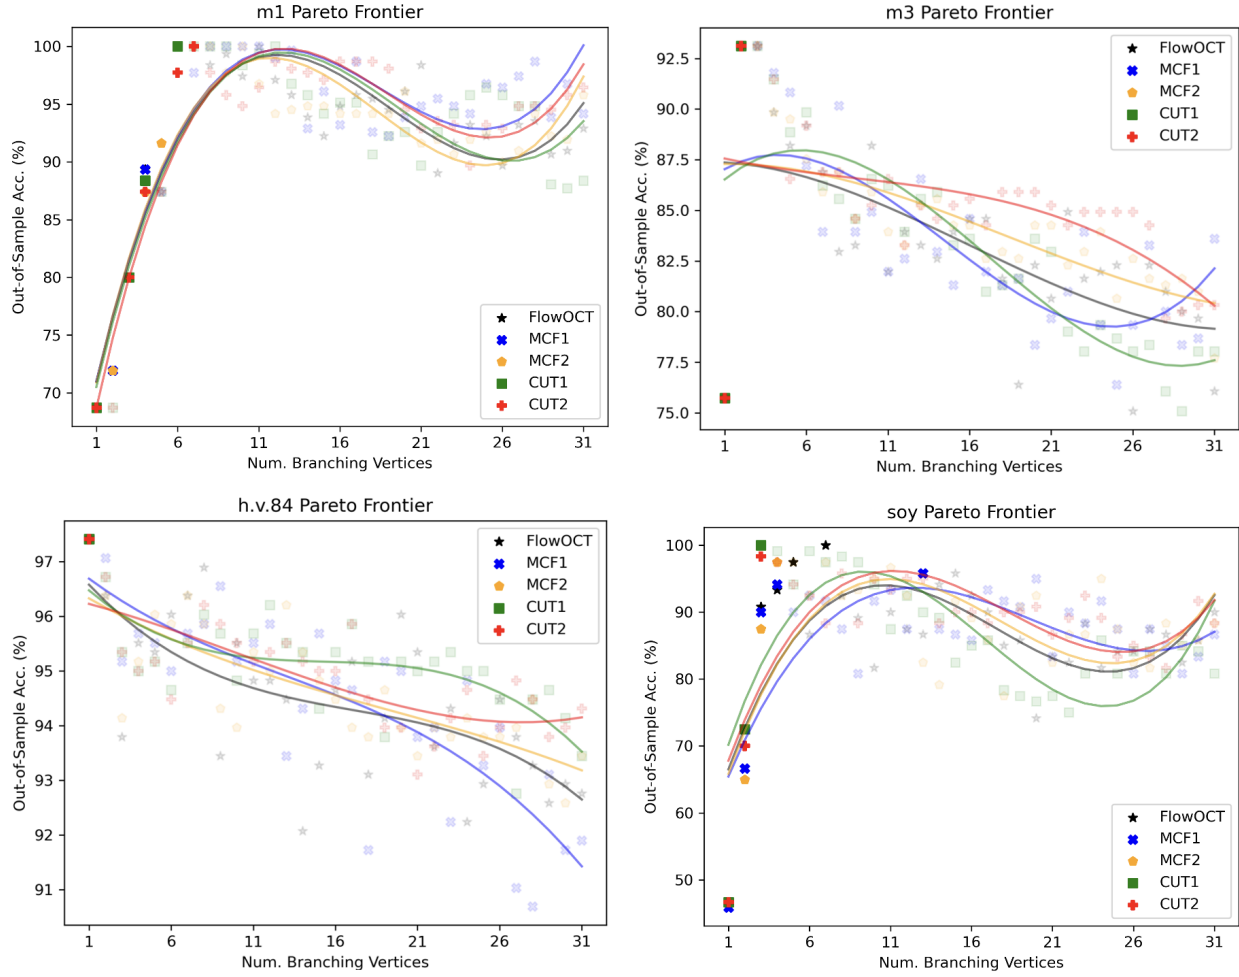 m1 Pareto Frontier
Out-of-Sample Acc. (%)
100
95
90
85
80
75
70
FlowOCT
MCF1
MCF2
CUT1
CUT2
1 6 11 16 21 26 31
Num. Branching Vertices
m3 Pareto Frontier
Out-of-Sample Acc. (%)
92.5
90.0
87.5
85.0
82.5
80.0
77.5
75.0
FlowOCT
MCF1
MCF2
CUT1
CUT2
1 6 11 16 21 26 31
Num. Branching Vertices
h.v.84 Pareto Frontier
Out-of-Sample Acc. (%)
97
96
95
94
93
92
91
FlowOCT
MCF1
MCF2
CUT1
CUT2
1 6 11 16 21 26 31
Num. Branching Vertices
soy Pareto Frontier
Out-of-Sample Acc. (%)
100
90
80
70
60
50
FlowOCT
MCF1
MCF2
CUT1
CUT2
1 6 11 16 21 26 31
Num. Branching Vertices